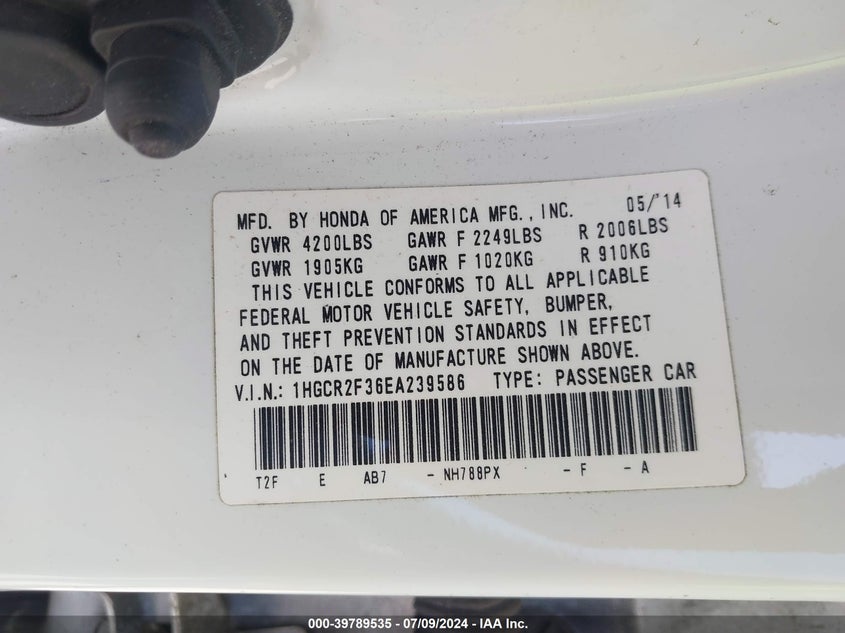 MFD. BY HONDA OF AMERICA MFG., INC. 05/'14
GVWR 4200LBS GAWR F 2249LBS R 2006LBS
GVWR 1905KG GAWR F 1020KG R 910KG
THIS VEHICLE CONFORMS TO ALL APPLICABLE
FEDERAL MOTOR VEHICLE SAFETY, BUMPER,
AND THEFT PREVENTION STANDARDS IN EFFECT
ON THE DATE OF MANUFACTURE SHOWN ABOVE.
V.I.N.: 1HGCR2F36EA239586 TYPE: PASSENGER CAR
T2F E AB7 - NH788PX - F - A
000-39789535 - 07/09/2024 - IAA Inc.